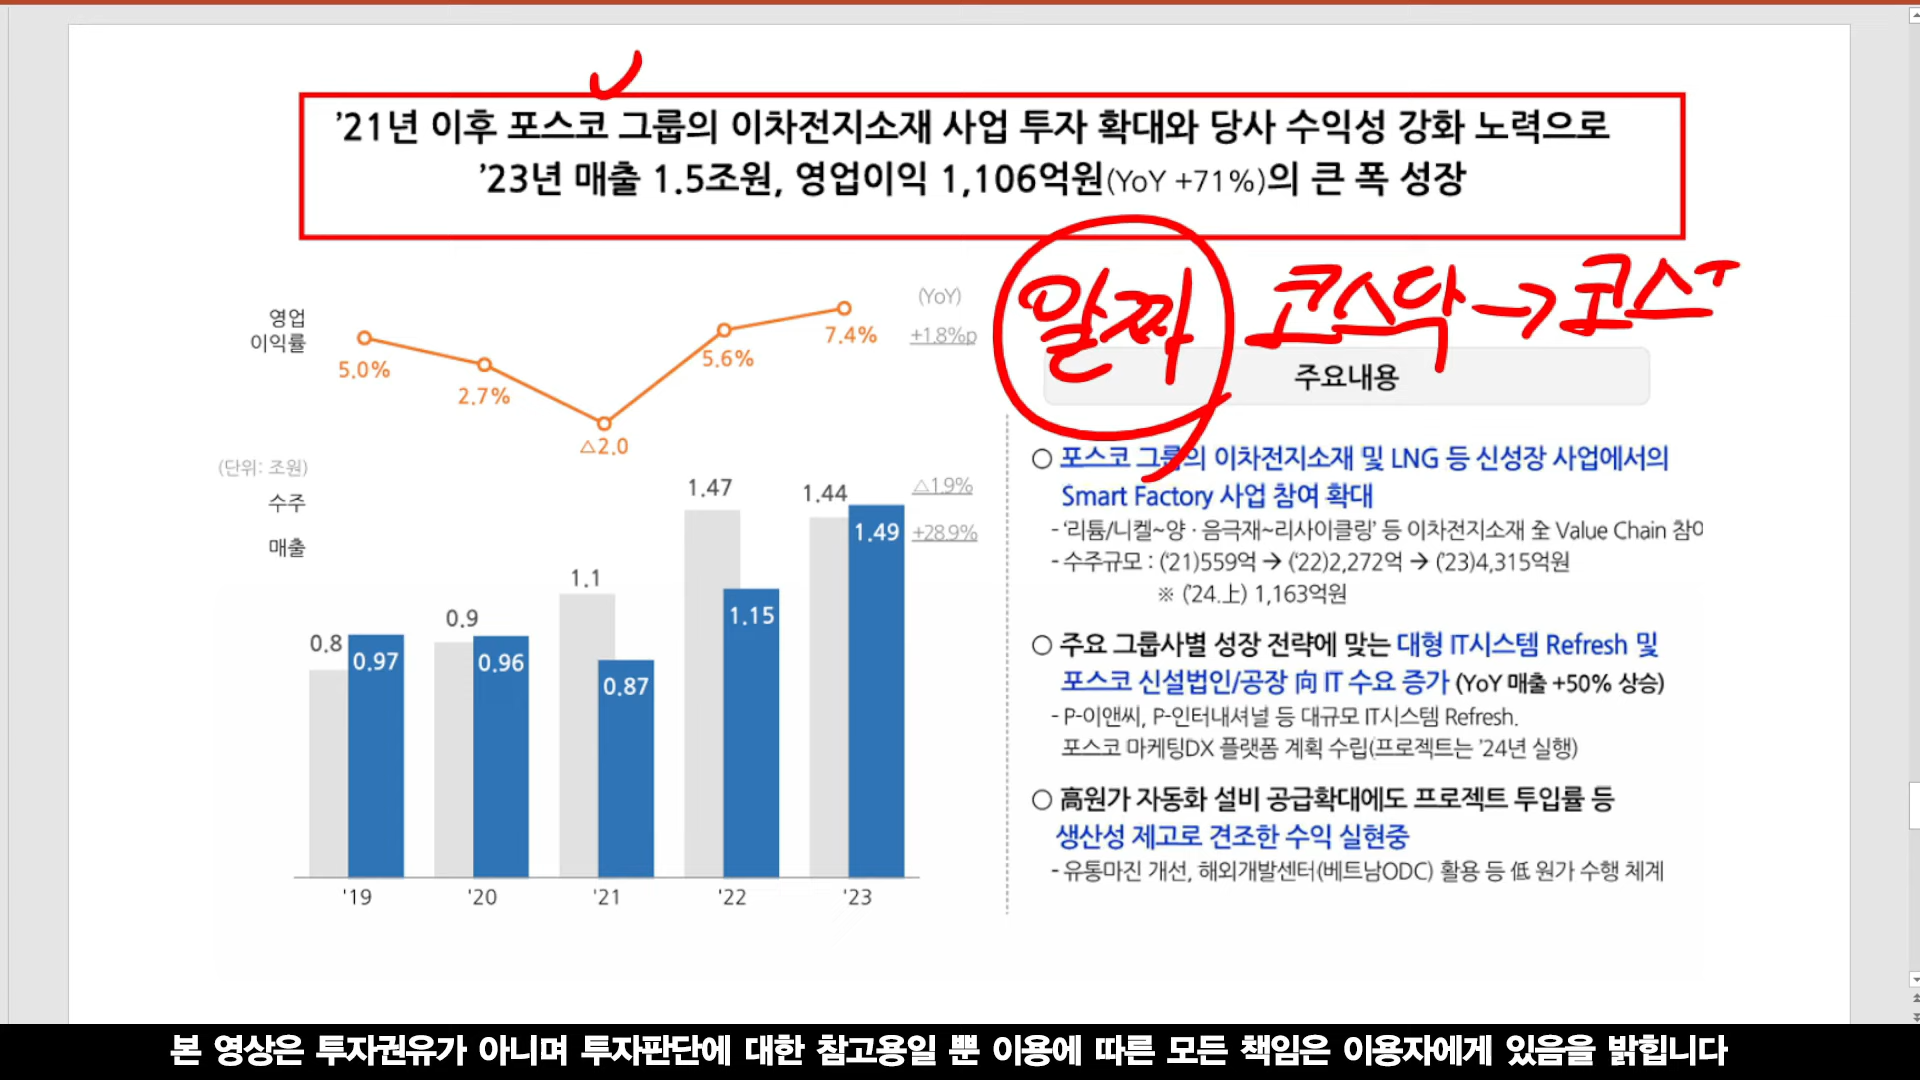 '21년 이후 포스코 그룹의 이차전지소재 사업 투자 확대와 당사 수익성 강화 노력으로
'23년 매출 1.5조원, 영업이익 1,106억원(YoY +71%)의 큰 폭 성장
알짜 코스닥→코스
영업
이익률
5.0%
2.7%
△2.0
5.6%
7.4%
(YoY)
+1.8%p
(단위: 조원)
수주
매출
0.8
0.97
0.9
0.96
1.1
0.87
1.47
1.15
1.44
1.49
△1.9%
+28.9%
'19 '20 '21 '22 '23
주요내용
○ 포스코 그룹의 이차전지소재 및 LNG 등 신성장 사업에서의
Smart Factory 사업 참여 확대
- '리튬/니켈~양·음극재~리사이클링' 등 이차전지소재 全 Value Chain 참여
- 수주규모 : ('21)559억 → ('22)2,272억 → ('23)4,315억원
※ ('24.上) 1,163억원
○ 주요 그룹사별 성장 전략에 맞는 대형 IT시스템 Refresh 및
포스코 신설법인/공장 向 IT 수요 증가 (YoY 매출 +50% 상승)
- P-이앤씨, P-인터내셔널 등 대규모 IT시스템 Refresh.
포스코 마케팅DX 플랫폼 계획 수립(프로젝트는 '24년 실행)
○ 高원가 자동화 설비 공급확대에도 프로젝트 투입률 등
생산성 제고로 견조한 수익 실현중
- 유통마진 개선, 해외개발센터(베트남ODC) 활용 등 低 원가 수행 체계
본 영상은 투자권유가 아니며 투자판단에 대한 참고용일 뿐 이용에 따른 모든 책임은 이용자에게 있음을 밝힙니다